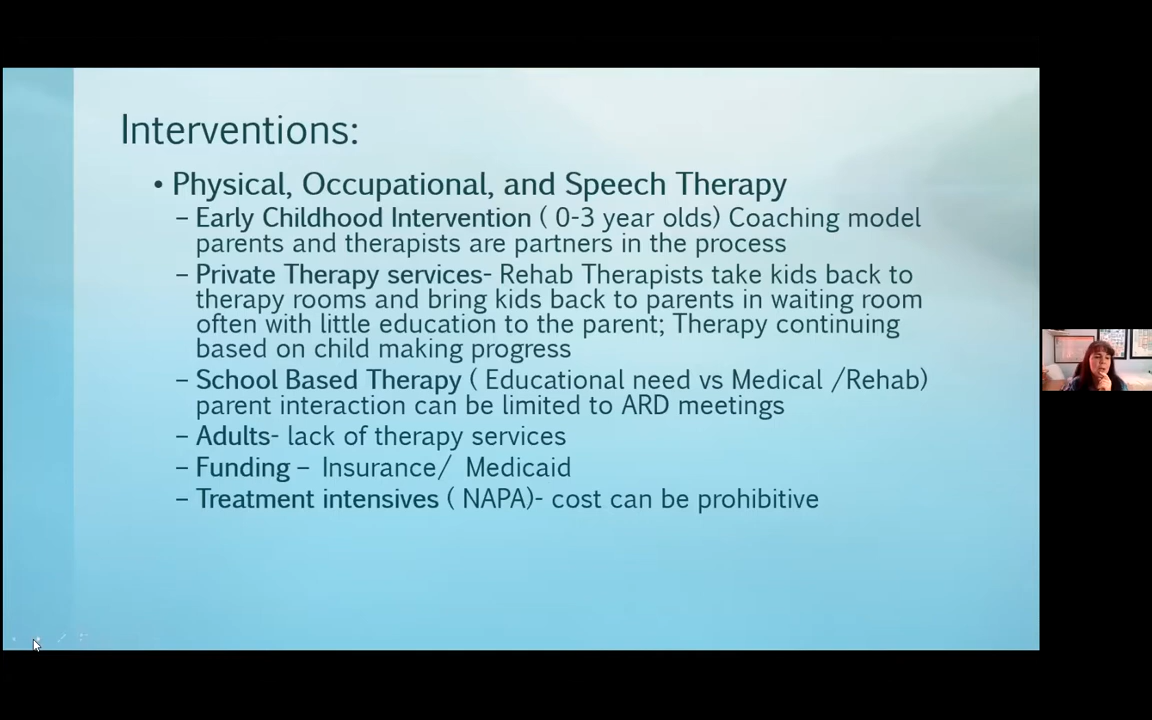 Interventions:
• Physical, Occupational, and Speech Therapy
– Early Childhood Intervention ( 0-3 year olds) Coaching model
parents and therapists are partners in the process
– Private Therapy services- Rehab Therapists take kids back to
therapy rooms and bring kids back to parents in waiting room
often with little education to the parent; Therapy continuing
based on child making progress
– School Based Therapy ( Educational need vs Medical /Rehab)
parent interaction can be limited to ARD meetings
– Adults- lack of therapy services
– Funding – Insurance/ Medicaid
– Treatment intensives ( NAPA)- cost can be prohibitive